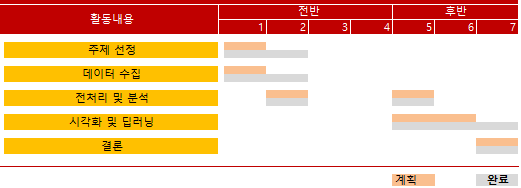 활동내용 전반 후반
1 2 3 4 5 6 7
주제 선정
데이터 수집
전처리 및 분석
시각화 및 딥러닝
결론
계획 완료